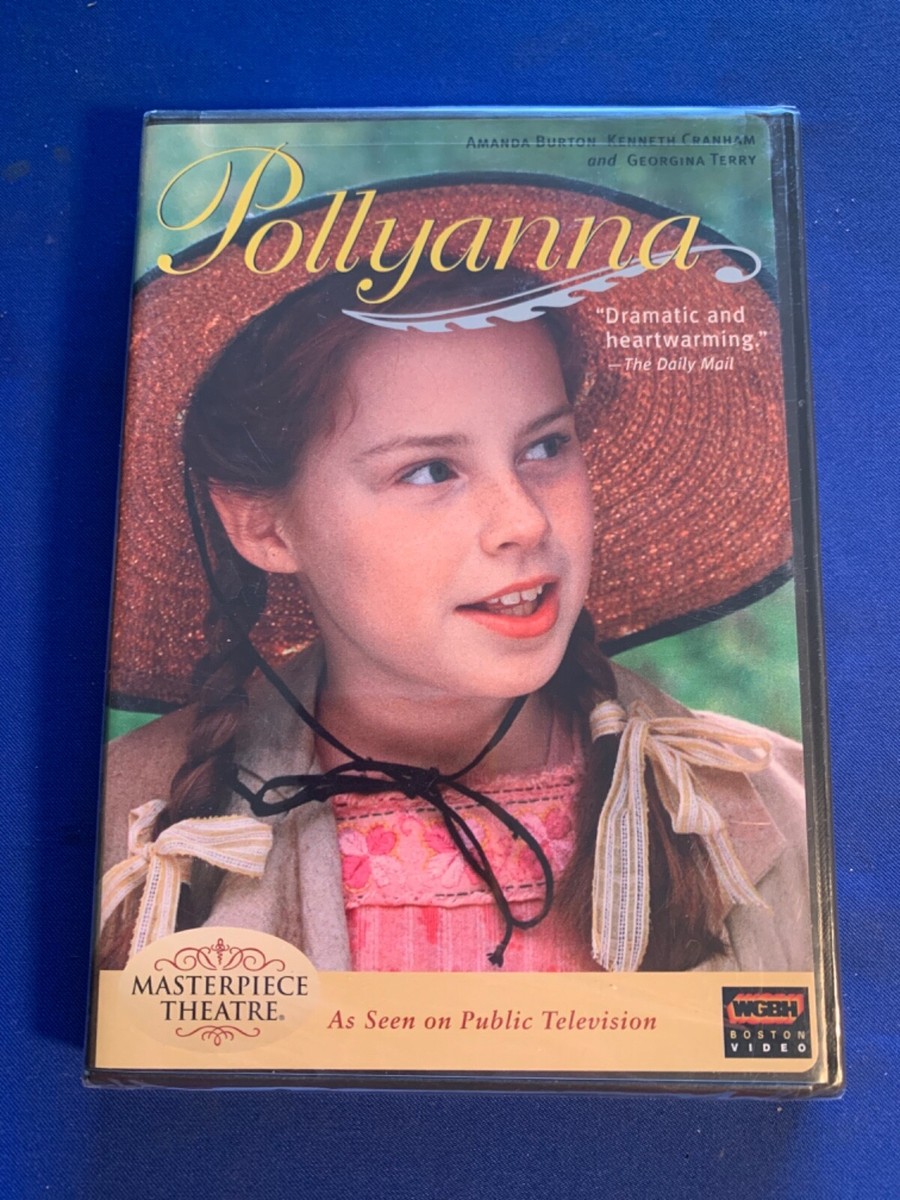 AMANDA BURTON KENNETH CRANHAM
and GEORGINA TERRY
Pollyanna
“Dramatic and
heartwarming.”
—The Daily Mail
MASTERPIECE
THEATRE®
As Seen on Public Television
WGBH
BOSTON
VIDEO